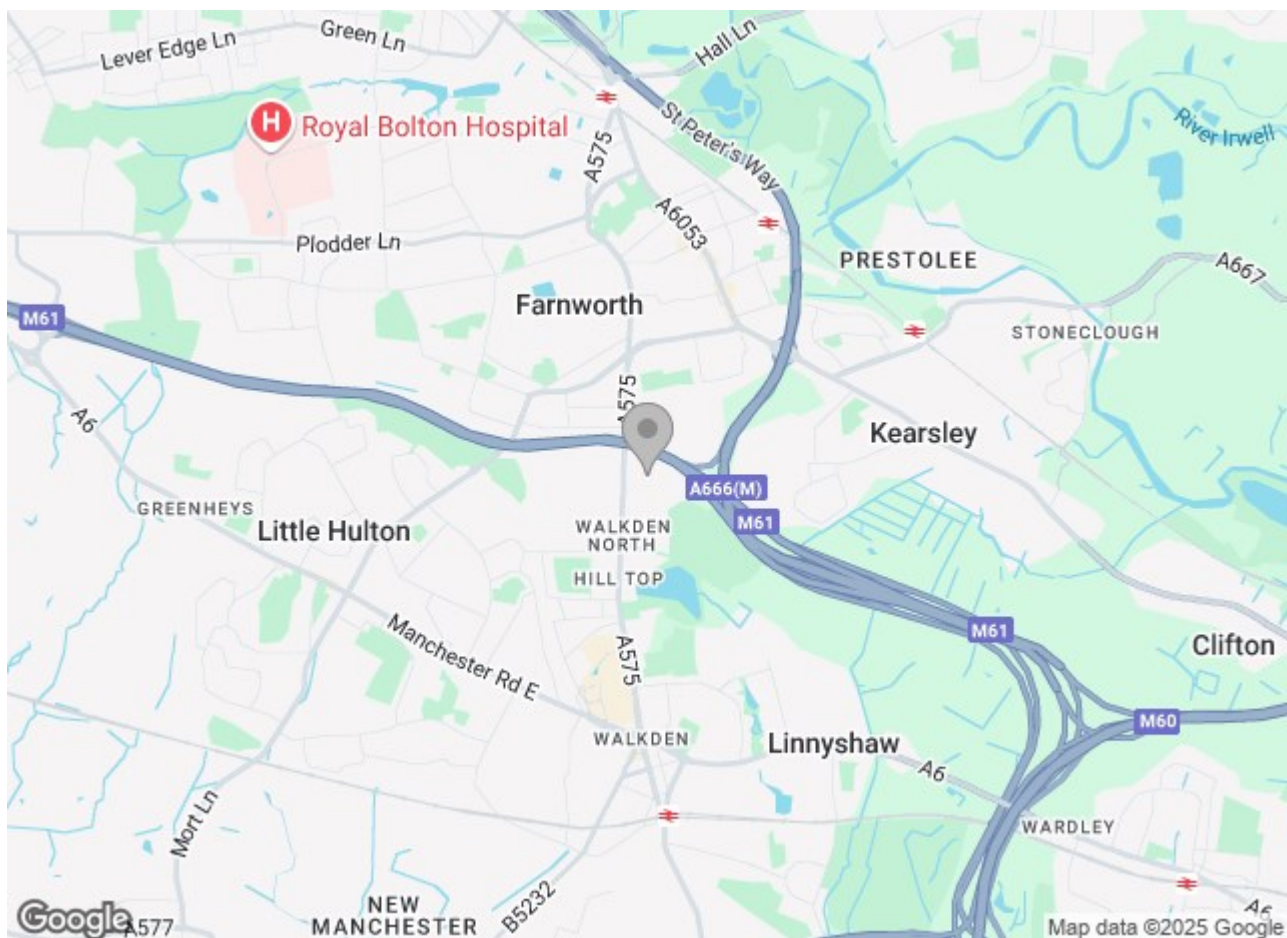 Lever Edge Ln
Green Ln
Hall Ln
H
Royal Bolton Hospital
A575
St Peter's Way
River Irwell
A6053
Plodder Ln
PRESTOLEE
A667
Farnworth
M61
STONECLOUGH
A575
A6
Kearsley
A666(M)
GREENHEYS
Little Hulton
WALKDEN
NORTH
M61
HILL TOP
Manchester Rd E
A575
M61
Clifton
M60
WALKDEN
Linnyshaw
A6
Mort Ln
WARDLEY
NEW
MANCHESTER
B5232
A6
Google
A577
Map data ©2025 Google